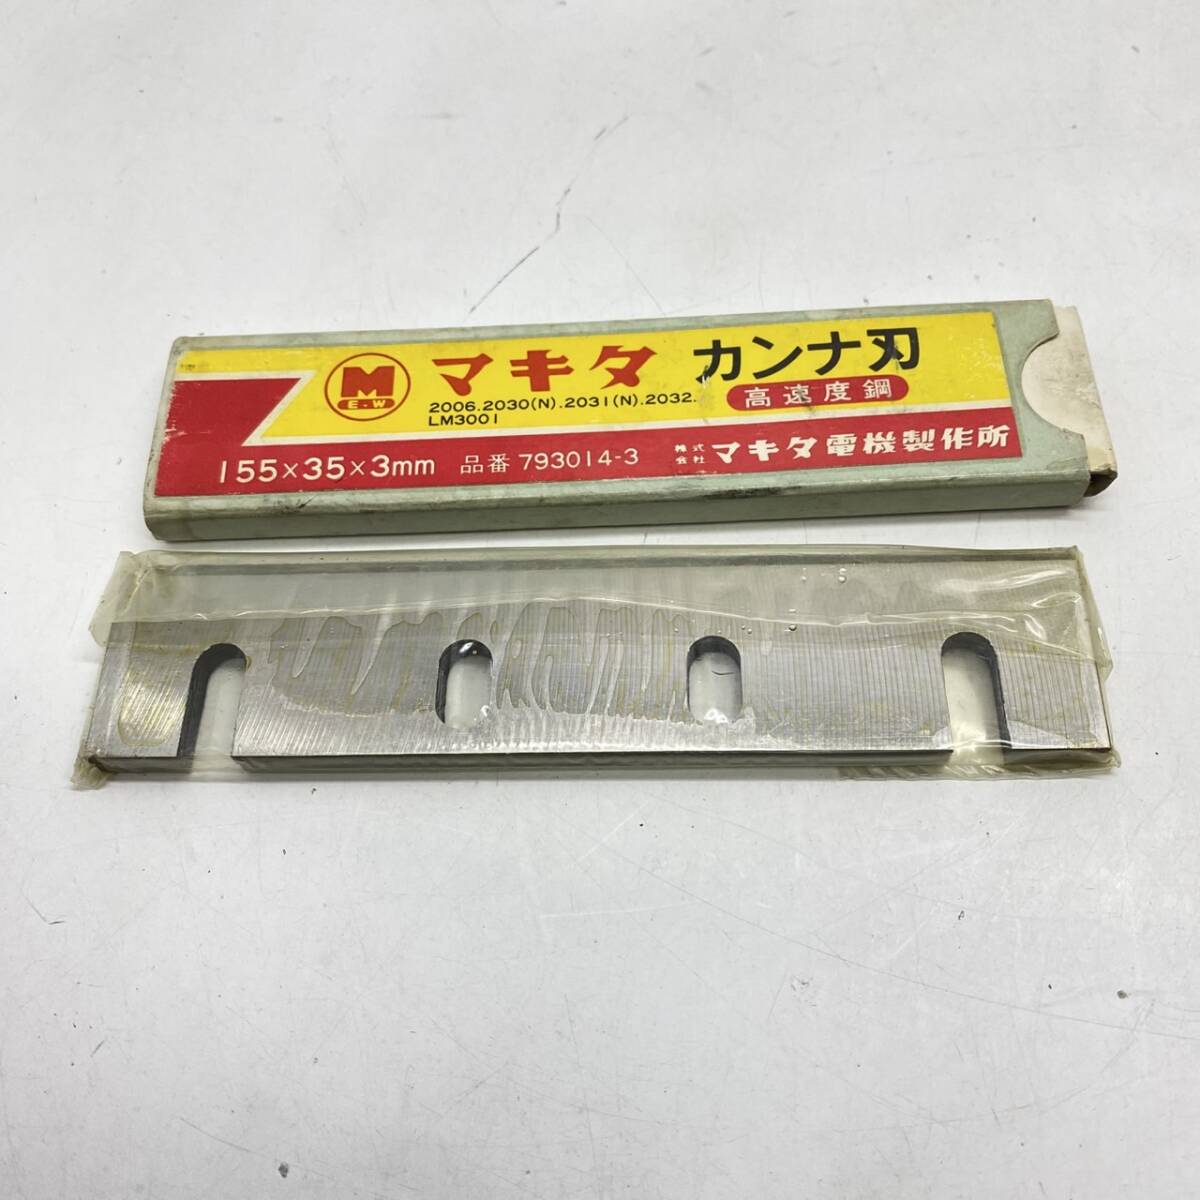 M
E.W
マキタ カンナ刃
2006.2030(N).2031(N).2032.
LM3001
高速度鋼
155×35×3mm 品番 793014-3
株式会社 マキタ電機製作所